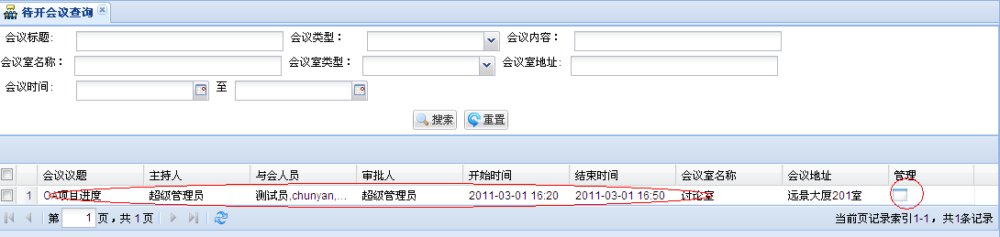 待开会议查询
会议标题: 会议类型： 会议内容：
会议室名称： 会议室类型： 会议室地址:
会议时间: 至
搜索 重置
会议议题 主持人 与会人员 审批人 开始时间 结束时间 会议室名称 会议地址 管理
1 OA项目进度 超级管理员 测试员,chunyan,... 超级管理员 2011-03-01 16:20 2011-03-01 16:50 讨论室 远景大厦201室
第 1 页，共 1 页 当前页记录索引1-1，共1条记录